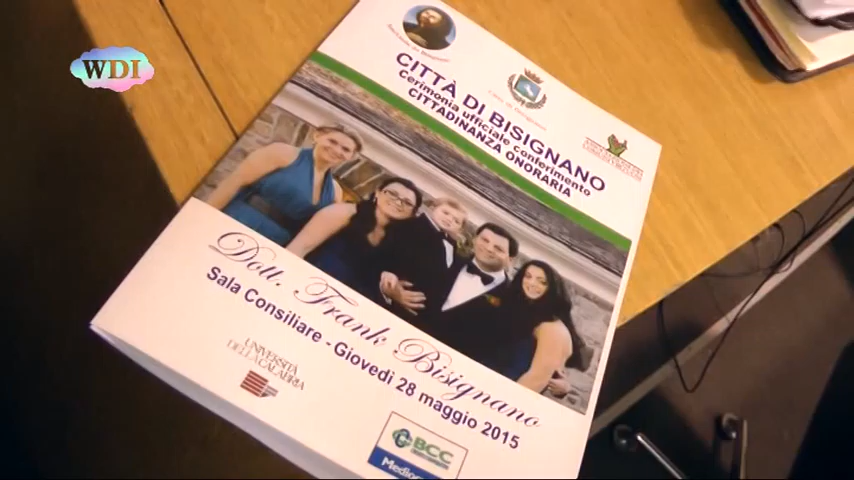 WDI
CITTÀ DI BISIGNANO
Cerimonia ufficiale conferimento
CITTADINANZA ONORARIA
Dott. Frank Bisignano
Sala Consiliare - Giovedì 28 maggio 2015
UNIVERSITÀ
DELLA CALABRIA
BCC